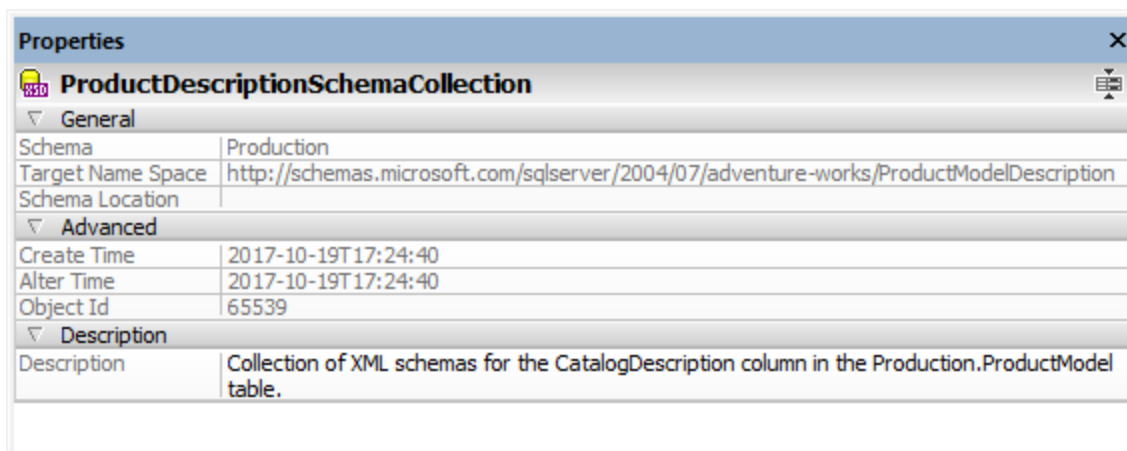 Properties
XSD ProductDescriptionSchemaCollection
General
Schema Production
Target Name Space http://schemas.microsoft.com/sqlserver/2004/07/adventure-works/ProductModelDescription
Schema Location
Advanced
Create Time 2017-10-19T17:24:40
Alter Time 2017-10-19T17:24:40
Object Id 65539
Description
Description Collection of XML schemas for the CatalogDescription column in the Production.ProductModel
table.